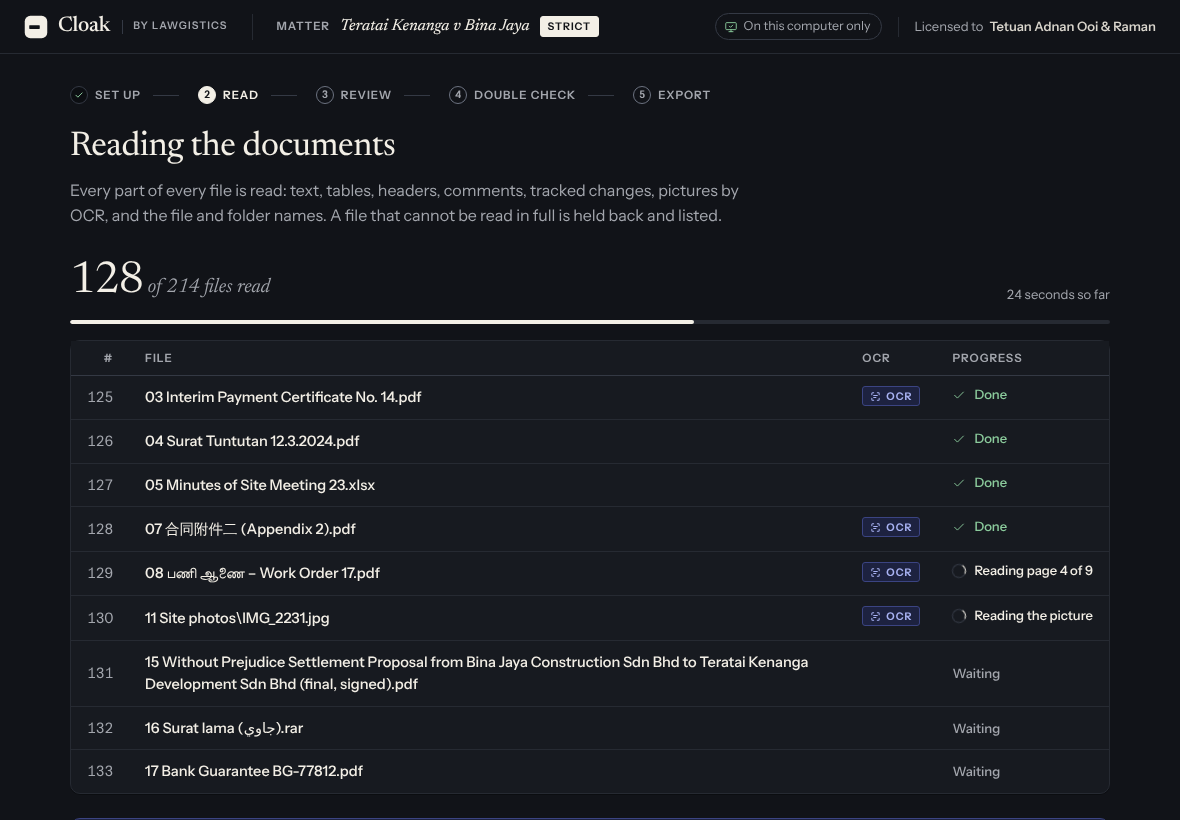 Cloak BY LAWGISTICS MATTER Teratai Kenanga v Bina Jaya STRICT On this computer only Licensed to Tetuan Adnan Ooi & Raman
SET UP 2 READ 3 REVIEW 4 DOUBLE CHECK 5 EXPORT
Reading the documents
Every part of every file is read: text, tables, headers, comments, tracked changes, pictures by
OCR, and the file and folder names. A file that cannot be read in full is held back and listed.
128 of 214 files read
24 seconds so far
# FILE OCR PROGRESS
125 03 Interim Payment Certificate No. 14.pdf OCR Done
126 04 Surat Tuntutan 12.3.2024.pdf Done
127 05 Minutes of Site Meeting 23.xlsx Done
128 07 合同附件二 (Appendix 2).pdf OCR Done
129 08 பணி ஆணை – Work Order 17.pdf OCR Reading page 4 of 9
130 11 Site photos\IMG_2231.jpg OCR Reading the picture
131 15 Without Prejudice Settlement Proposal from Bina Jaya Construction Sdn Bhd to Teratai Kenanga
Development Sdn Bhd (final, signed).pdf Waiting
132 16 Surat lama (جاوي).rar Waiting
133 17 Bank Guarantee BG-77812.pdf Waiting